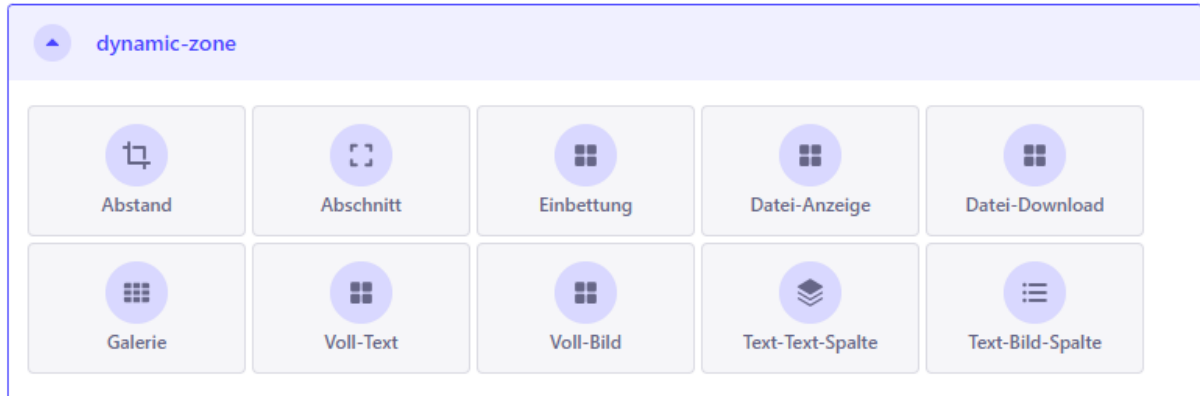 dynamic-zone
Abstand
Abschnitt
Einbettung
Datei-Anzeige
Datei-Download
Galerie
Voll-Text
Voll-Bild
Text-Text-Spalte
Text-Bild-Spalte